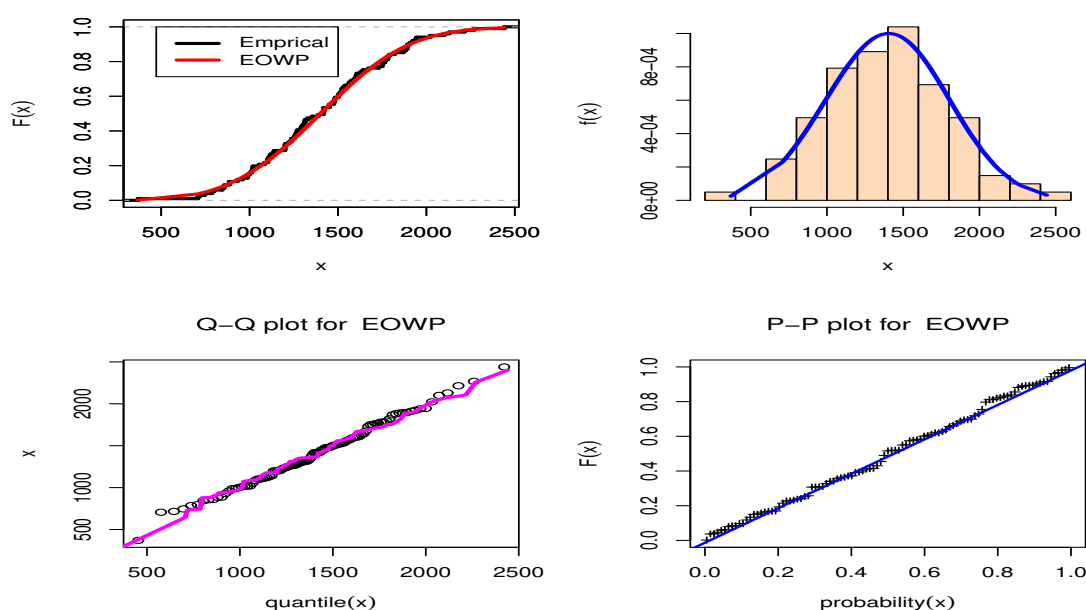 Emprical
EOWP
F(x)
0.0 0.2 0.4 0.6 0.8 1.0
500 1000 1500 2000 2500
x
f(x)
0e+00 4e−04 8e−04
500 1000 1500 2000 2500
x
Q−Q plot for EOWP
x
500 1000 2000
500 1000 1500 2000 2500
quantile(x)
P−P plot for EOWP
F(x)
0.0 0.2 0.4 0.6 0.8 1.0
0.0 0.2 0.4 0.6 0.8 1.0
probability(x)